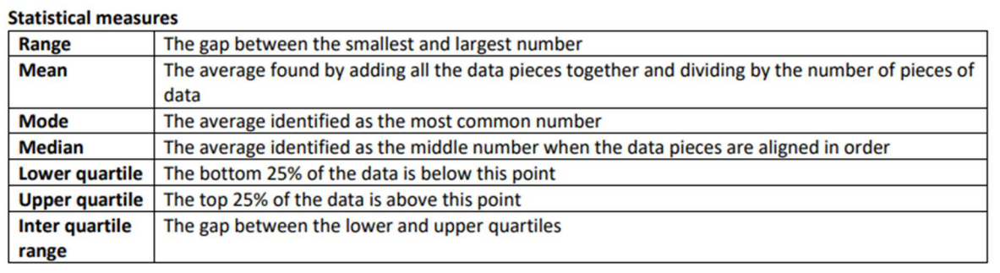 Statistical measures
Range The gap between the smallest and largest number
Mean The average found by adding all the data pieces together and dividing by the number of pieces of
data
Mode The average identified as the most common number
Median The average identified as the middle number when the data pieces are aligned in order
Lower quartile The bottom 25% of the data is below this point
Upper quartile The top 25% of the data is above this point
Inter quartile The gap between the lower and upper quartiles
range